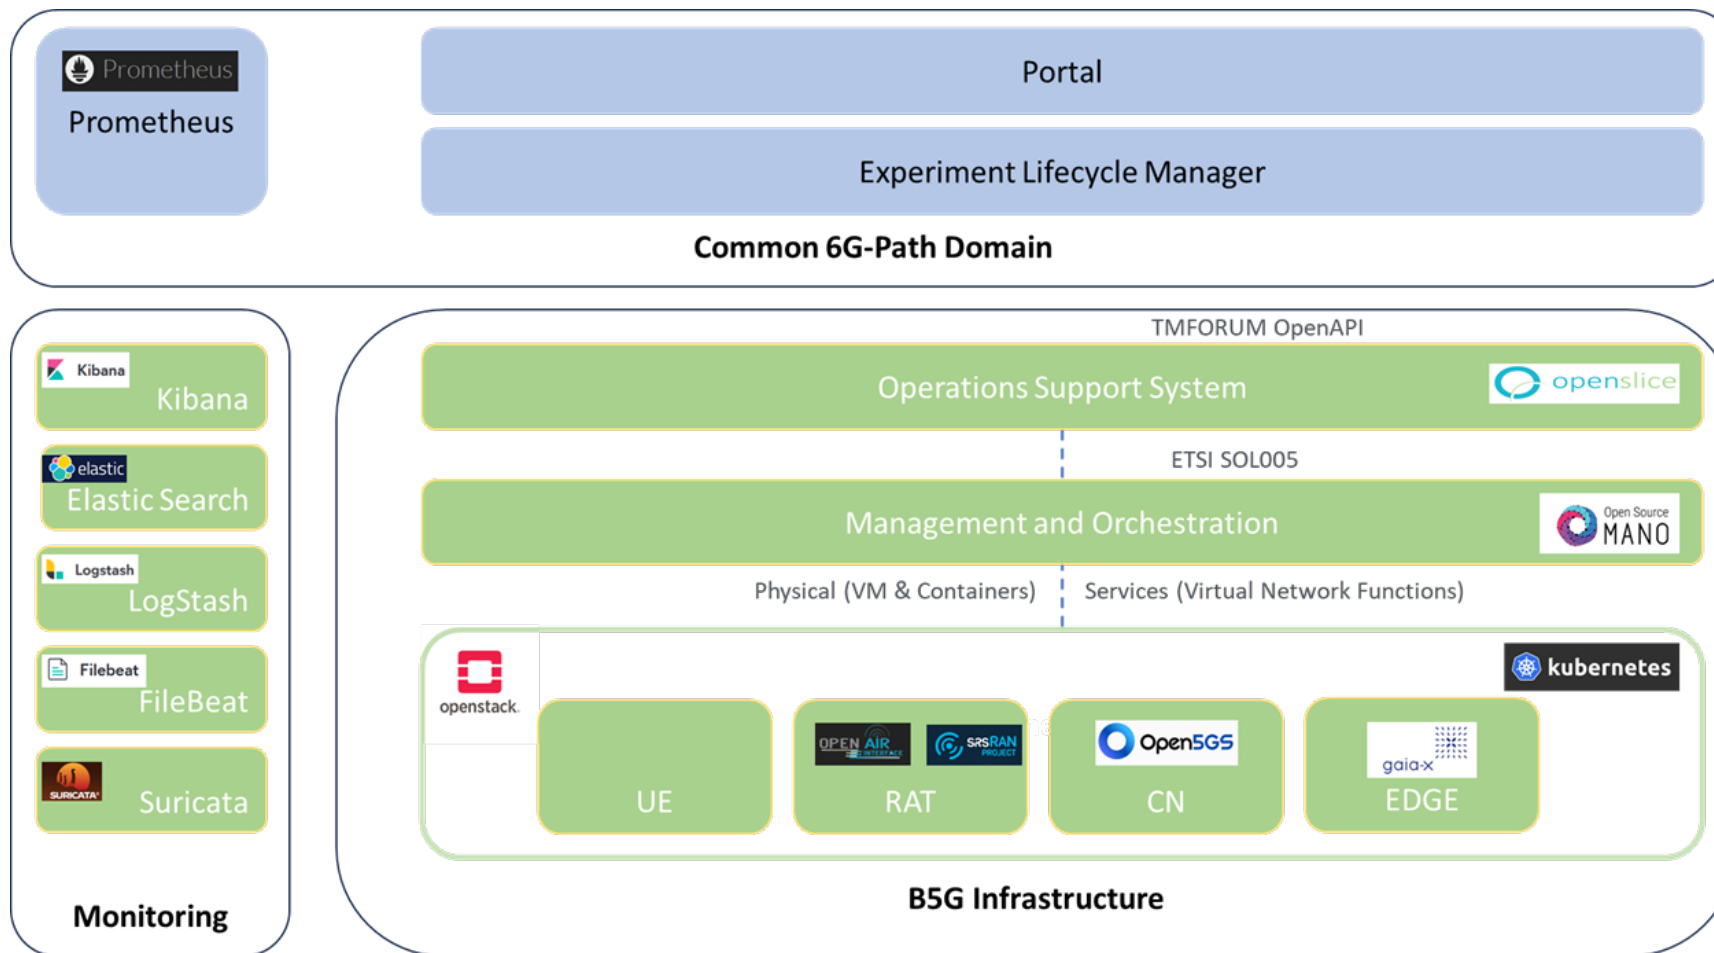 Prometheus
Prometheus
Portal
Experiment Lifecycle Manager
Common 6G-Path Domain
Kibana
Kibana
elastic
Elastic Search
Logstash
LogStash
Filebeat
FileBeat
SURICATA
Suricata
Monitoring
TMFORUM OpenAPI
Operations Support System
openslice
ETSI SOL005
Management and Orchestration
Open Source
MANO
Physical (VM & Containers)
Services (Virtual Network Functions)
openstack.
kubernetes
UE
OPEN AIR
INTERFACE
srsRAN
PROJECT
RAT
Open5GS
CN
gaia-x
EDGE
B5G Infrastructure